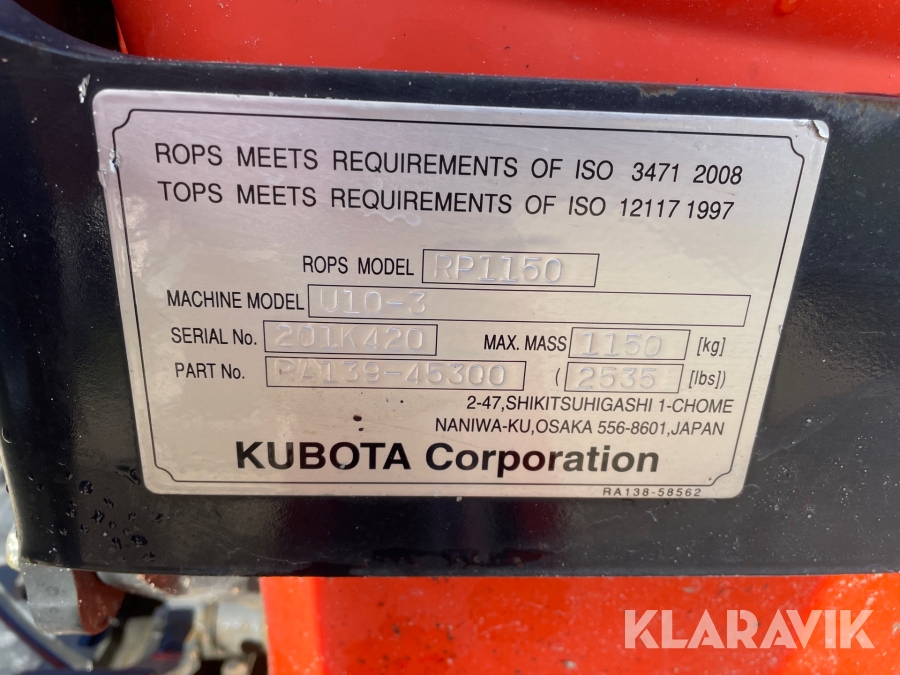 ROPS MEETS REQUIREMENTS OF ISO 3471 2008
TOPS MEETS REQUIREMENTS OF ISO 12117 1997
ROPS MODEL RP1150
MACHINE MODEL U10-3
SERIAL No. 201K420 MAX. MASS 1150 [kg]
PART No. RA139-45300 ( 2535 [lbs])
2-47,SHIKITSUHIGASHI 1-CHOME
NANIWA-KU,OSAKA 556-8601,JAPAN
KUBOTA Corporation
RA138-58562
KLARAVIK